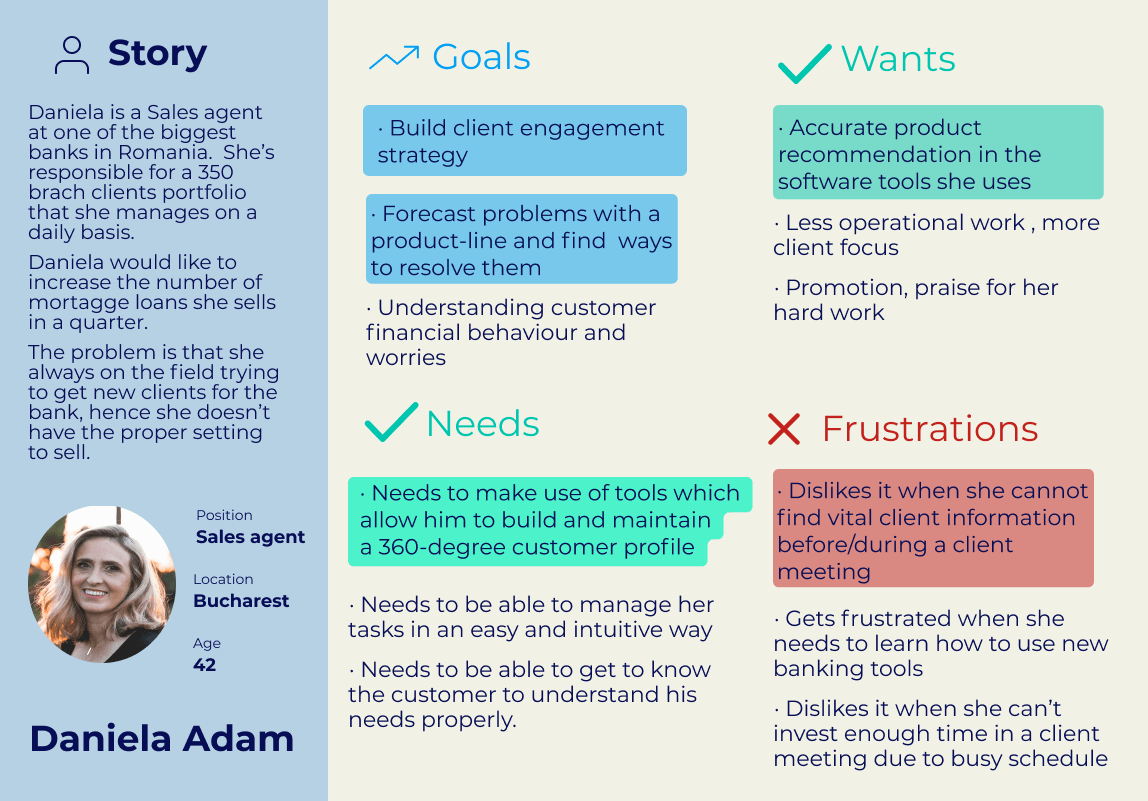 Story
Daniela is a Sales agent
at one of the biggest
banks in Romania.  She's
responsible for a 350
brach clients portfolio
that she manages on a
daily basis.
Daniela would like to
increase the number of
mortagge loans she sells
in a quarter.
The problem is that she
always on the field trying
to get new clients for the
bank, hence she doesn't
have the proper setting
to sell.
Position
Sales agent
Location
Bucharest
Age
42
Daniela Adam
Goals
· Build client engagement
strategy
· Forecast problems with a
product-line and find  ways
to resolve them
· Understanding customer
financial behaviour and
worries
Wants
· Accurate product
recommendation in the
software tools she uses
· Less operational work , more
client focus
· Promotion, praise for her
hard work
Needs
· Needs to make use of tools which
allow him to build and maintain
a 360-degree customer profile
· Needs to be able to manage her
tasks in an easy and intuitive way
· Needs to be able to get to know
the customer to understand his
needs properly.
Frustrations
· Dislikes it when she cannot
find vital client information
before/during a client
meeting
· Gets frustrated when she
needs to learn how to use new
banking tools
· Dislikes it when she can't
invest enough time in a client
meeting due to busy schedule